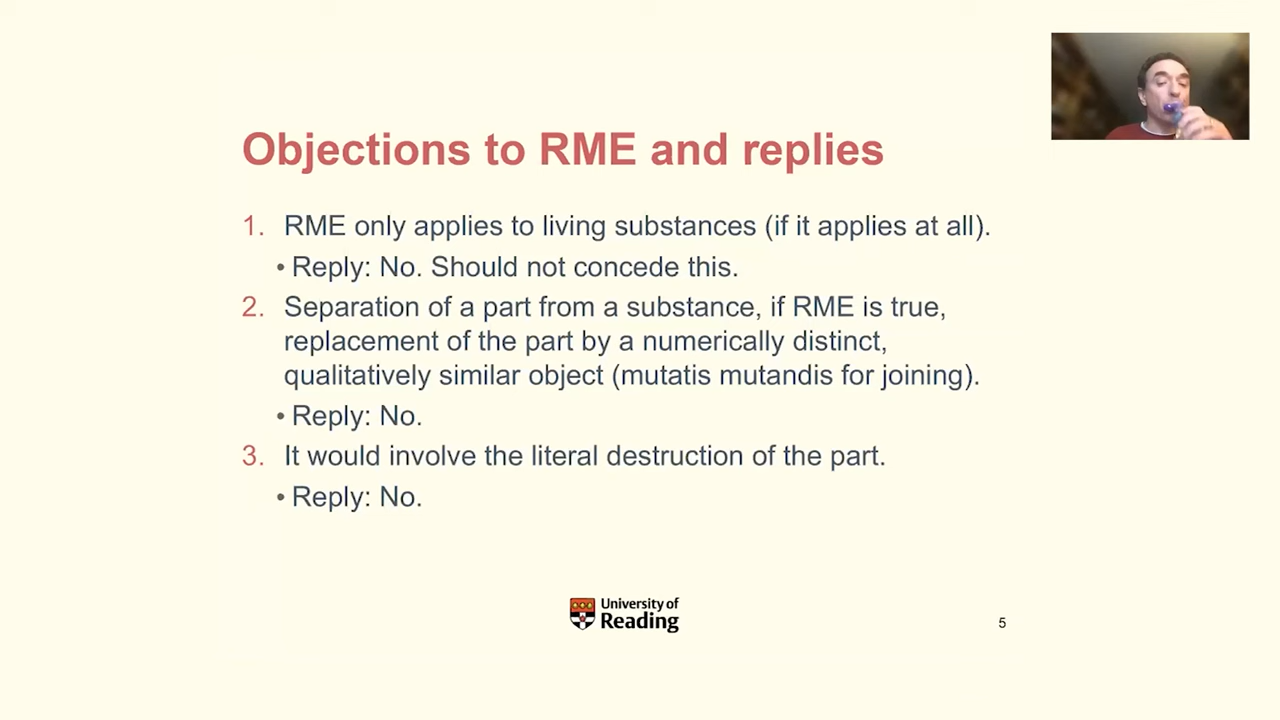 Objections to RME and replies
1. RME only applies to living substances (if it applies at all).
• Reply: No. Should not concede this.
2. Separation of a part from a substance, if RME is true,
replacement of the part by a numerically distinct,
qualitatively similar object (mutatis mutandis for joining).
• Reply: No.
3. It would involve the literal destruction of the part.
• Reply: No.
University of
Reading
5